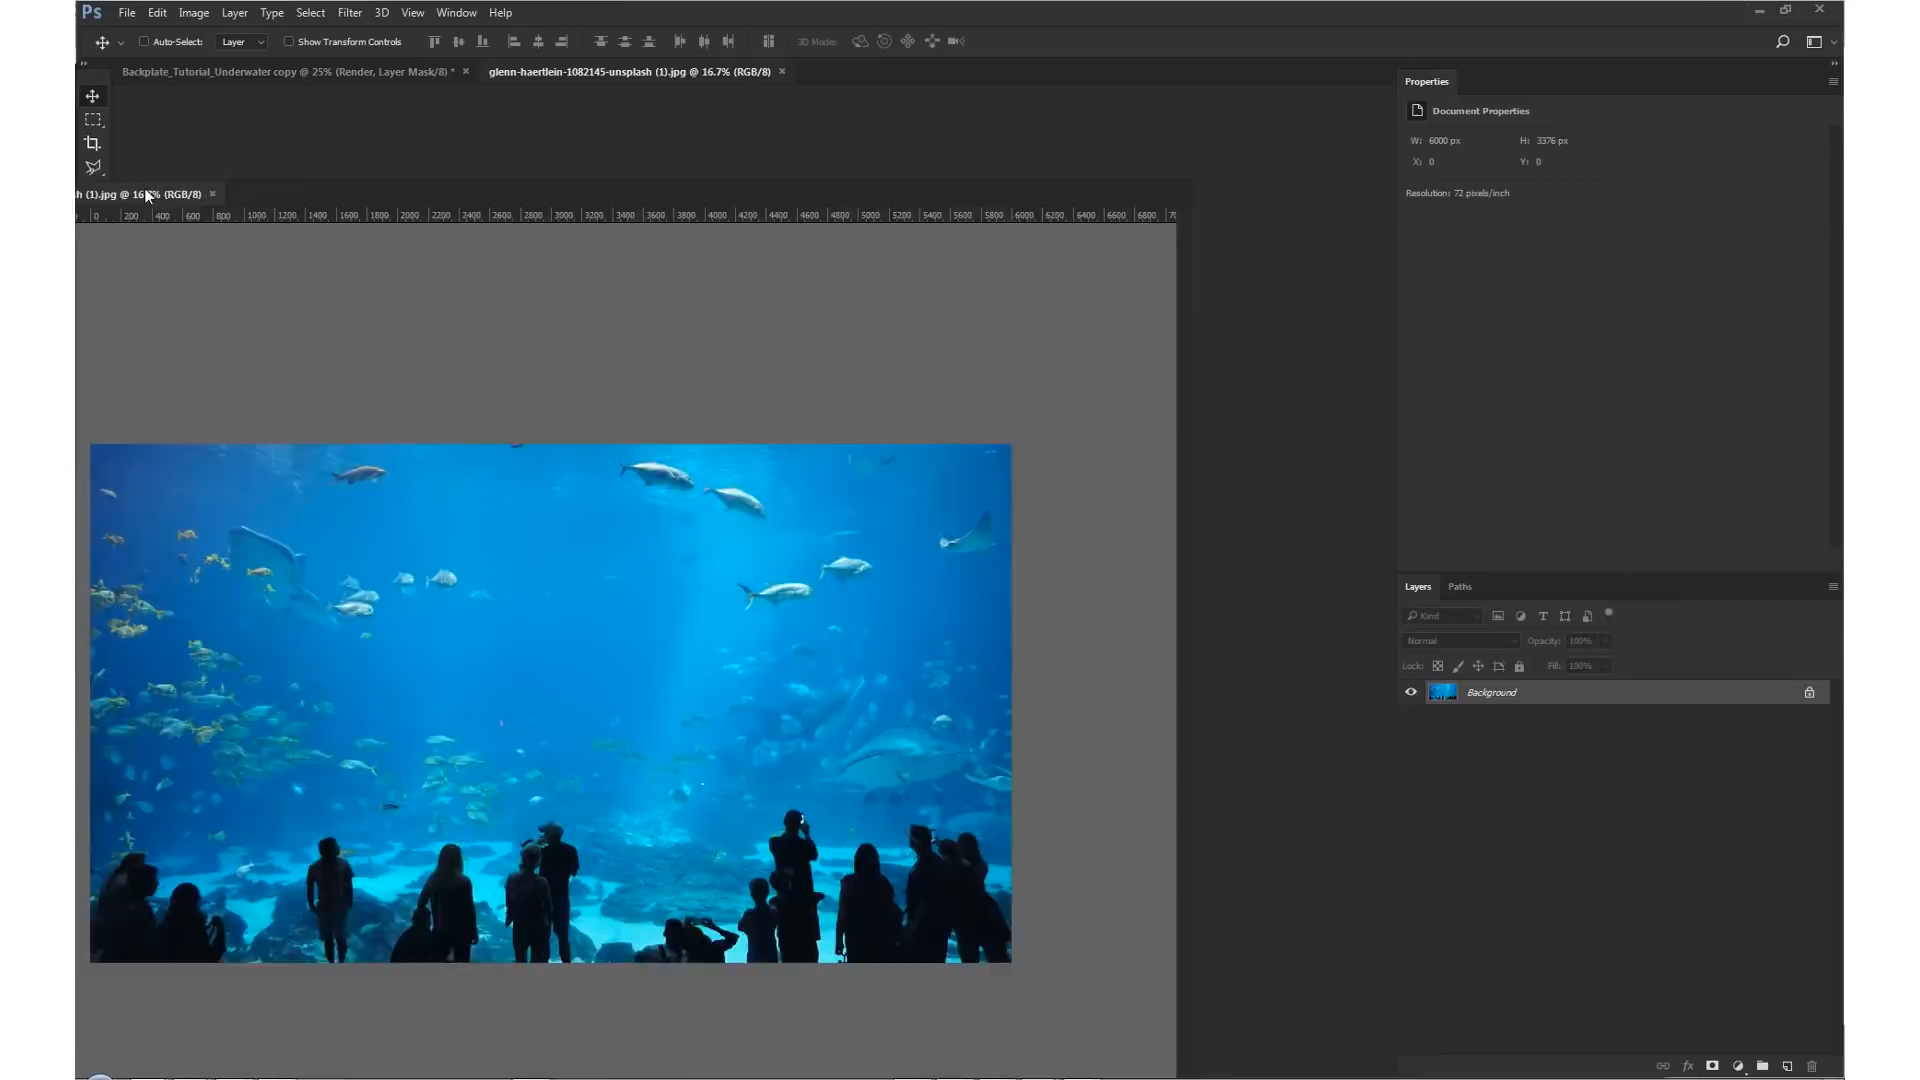 Ps File Edit Image Layer Type Select Filter 3D View Window Help
Auto-Select: Layer Show Transform Controls 3D Mode:
Backplate_Tutorial_Underwater copy @ 25% (Render, Layer Mask/8) * × glenn-haertlein-1082145-unsplash (1).jpg @ 16.7% (RGB/8) ×
Properties
Document Properties
W: 6000 px H: 3376 px
X: 0 Y: 0
Resolution: 72 pixels/inch
h (1).jpg @ 16.7% (RGB/8) ×
0 200 400 600 800 1000 1200 1400 1600 1800 2000 2200 2400 2600 2800 3000 3200 3400 3600 3800 4000 4200 4400 4600 4800 5000 5200 5400 5600 5800 6000 6200 6400 6600 6800 70
Layers Paths
Kind
Normal Opacity: 100%
Lock: Fill: 100%
Background
fx